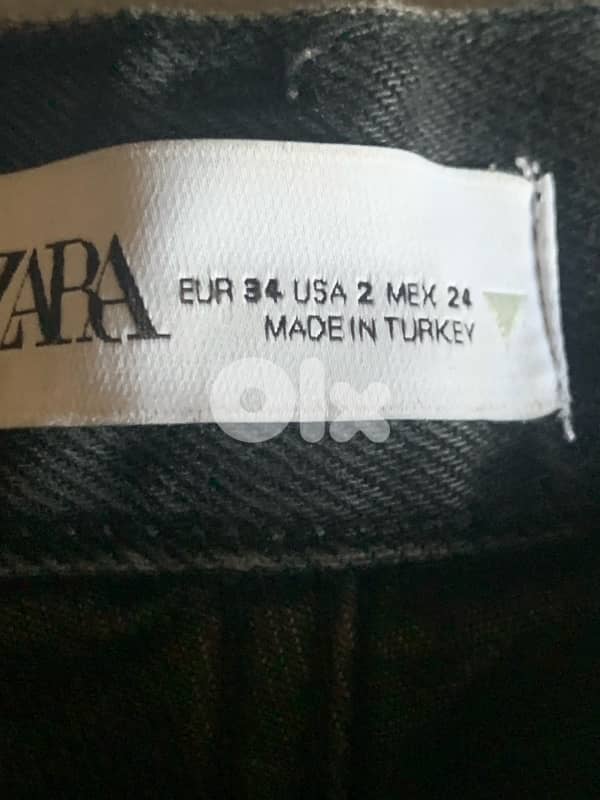 ZARA
EUR 34 USA 2 MEX 24
MADE IN TURKEY
olx